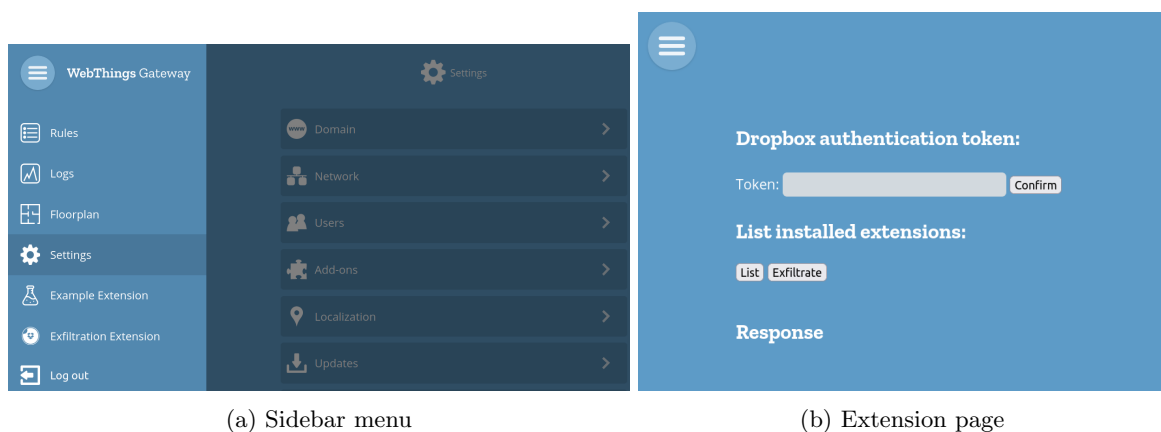 WebThings Gateway
Rules
Logs
Floorplan
Settings
Example Extension
Exfiltration Extension
Log out
Settings
www Domain
Network
Users
Add-ons
Localization
Updates
(a) Sidebar menu
Dropbox authentication token:
Token: Confirm
List installed extensions:
List Exfiltrate
Response
(b) Extension page